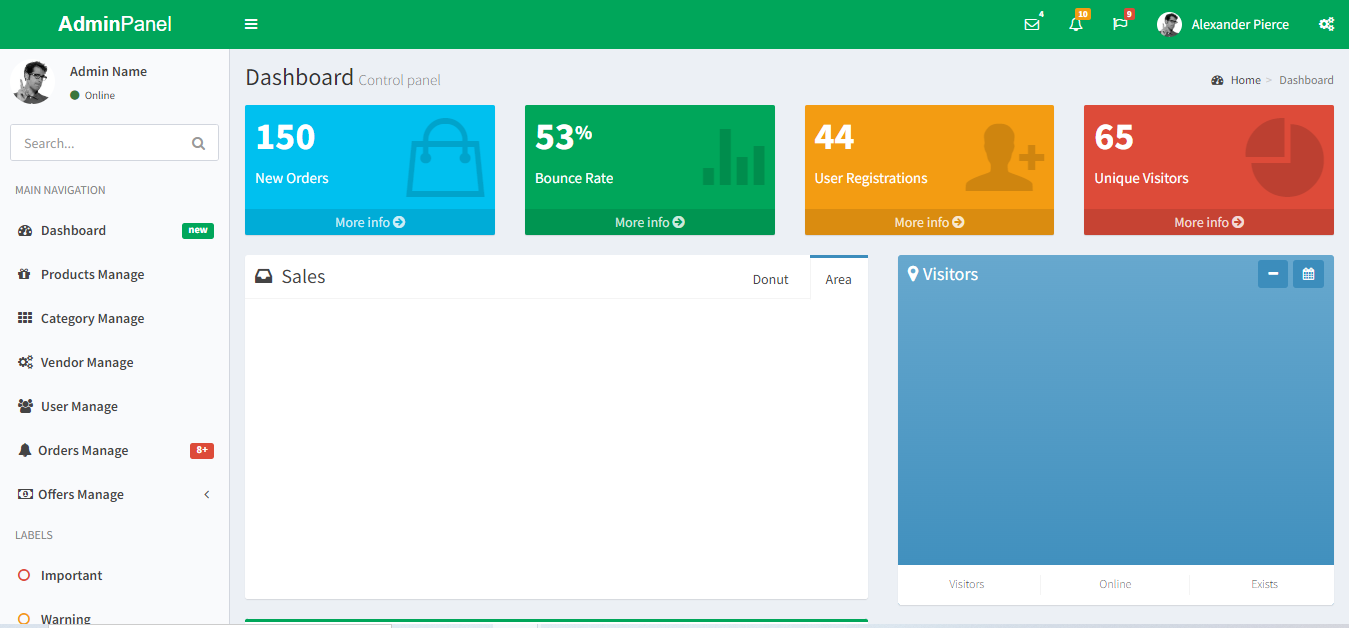 AdminPanel
4
10
9
Alexander Pierce
Admin Name
Online
Search...
MAIN NAVIGATION
Dashboard new
Products Manage
Category Manage
Vendor Manage
User Manage
Orders Manage 8+
Offers Manage
LABELS
Important
Warning
Dashboard Control panel
Home > Dashboard
150
New Orders
More info
53%
Bounce Rate
More info
44
User Registrations
More info
65
Unique Visitors
More info
Sales
Donut
Area
Visitors
Visitors
Online
Exists